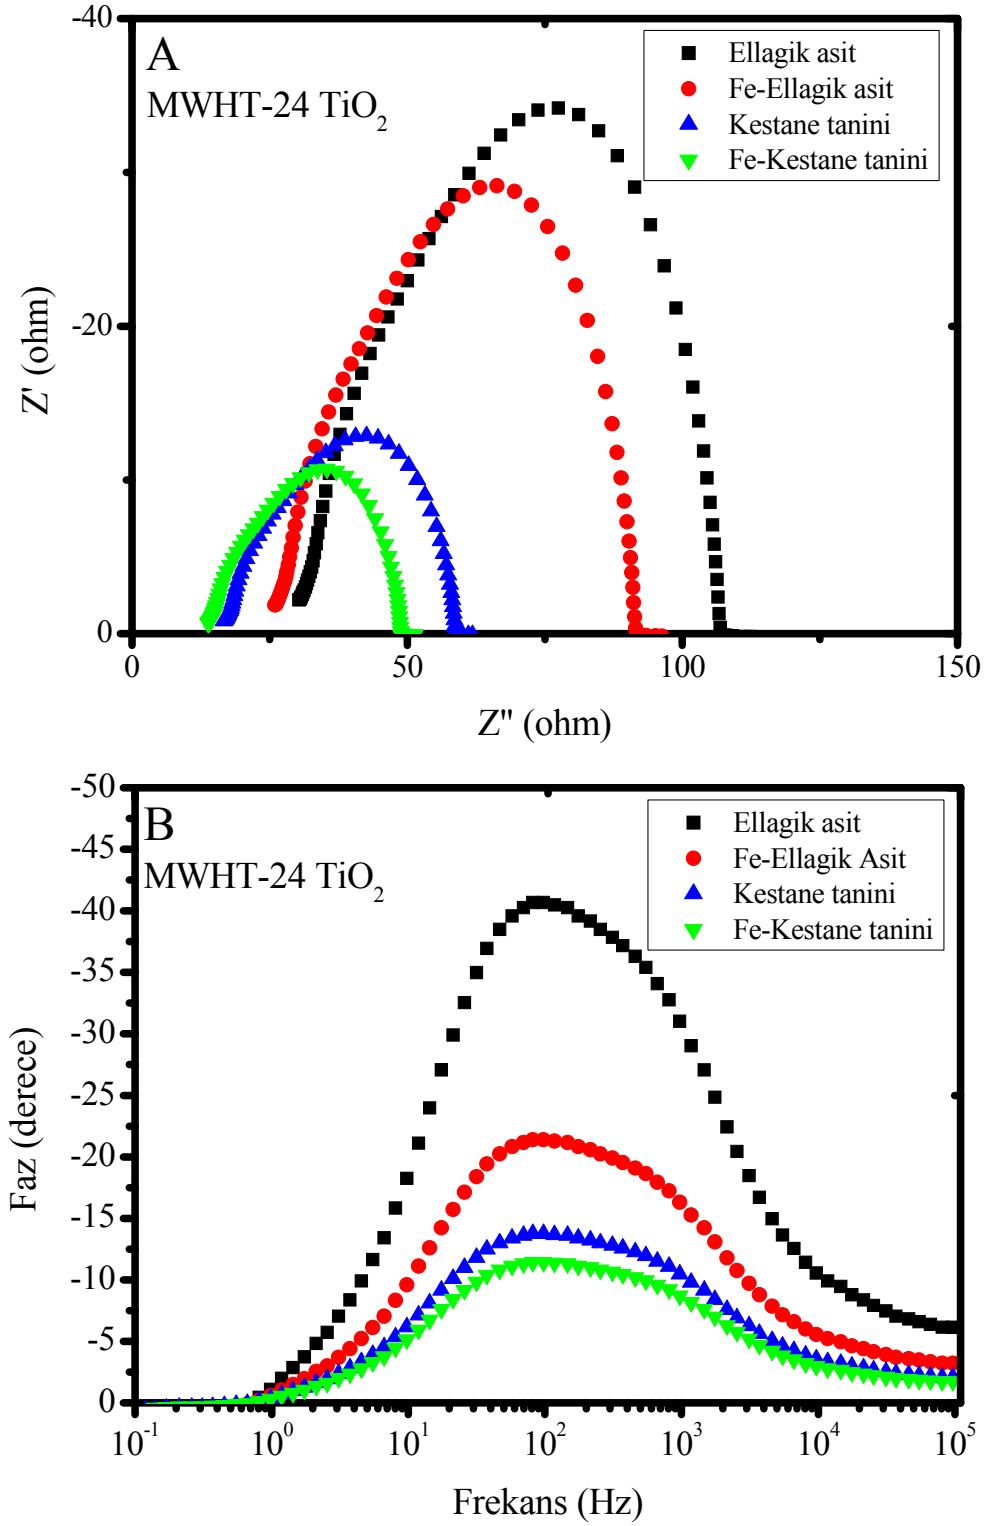 A
MWHT-24 TiO₂
Ellagik asit
Fe-Ellagik asit
Kestane tanini
Fe-Kestane tanini
-40
-20
0
Z' (ohm)
0
50
100
150
Z" (ohm)
B
MWHT-24 TiO₂
Ellagik asit
Fe-Ellagik Asit
Kestane tanini
Fe-Kestane tanini
-50
-45
-40
-35
-30
-25
-20
-15
-10
-5
0
Faz (derece)
10⁻¹
10⁰
10¹
10²
10³
10⁴
10⁵
Frekans (Hz)